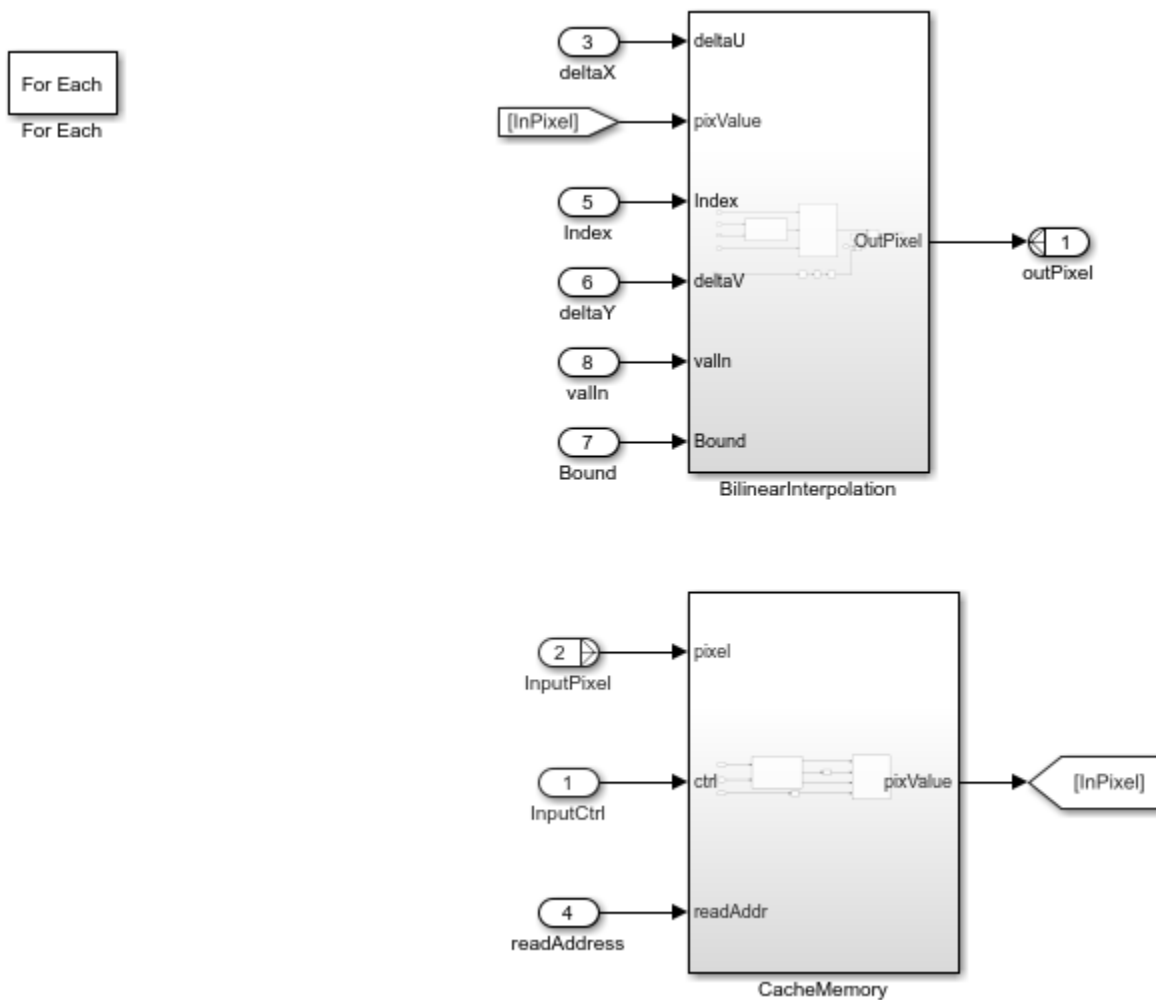 For Each
For Each
3
deltaX
deltaU
[InPixel]
pixValue
5
Index
Index
6
deltaY
deltaV
8
valIn
valIn
7
Bound
Bound
OutPixel
1
outPixel
BilinearInterpolation
2
InputPixel
pixel
1
InputCtrl
ctrl
4
readAddress
readAddr
pixValue
[InPixel]
CacheMemory